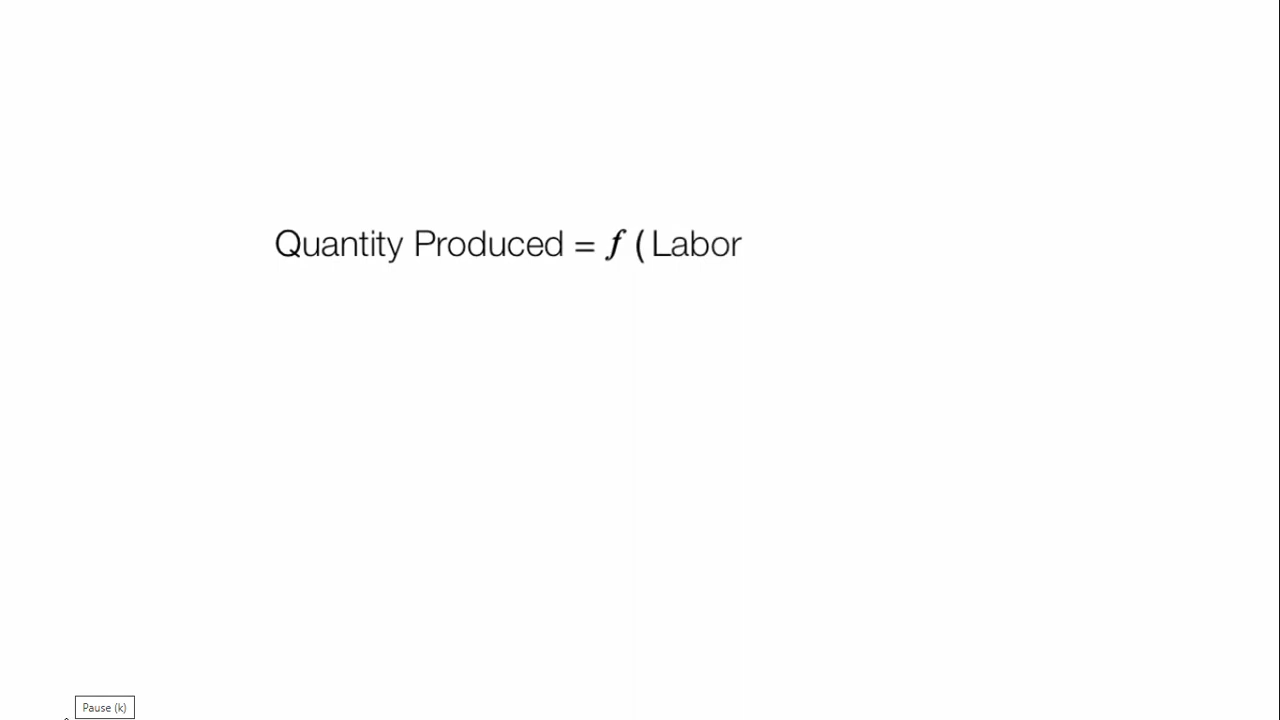 Quantity Produced = f ( Labor
Pause (k)